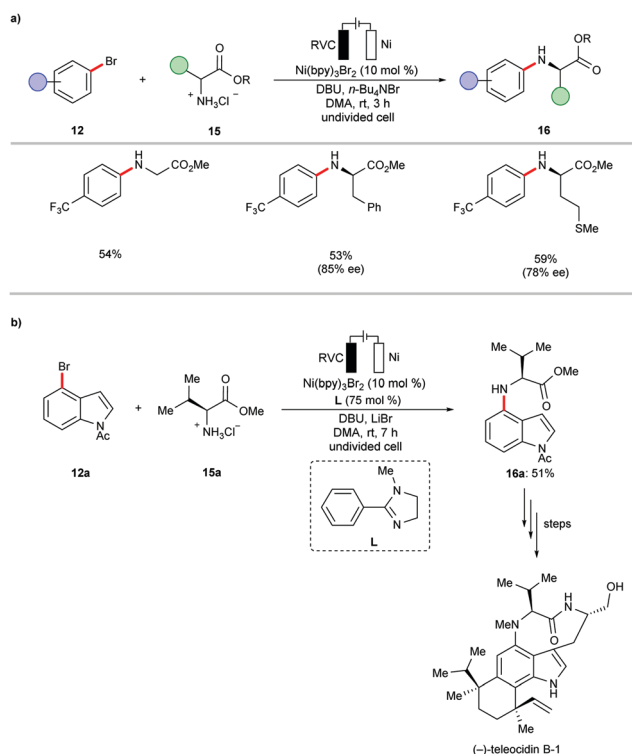 a)
RVC Ni
Br
O
OR
+
+
NH3Cl −
Ni(bpy)3Br2 (10 mol %)
DBU, n-Bu4NBr
DMA, rt, 3 h
undivided cell
H
N
O
OR
12
15
16
H
N
CO2Me
F3C
54%
H
N
CO2Me
Ph
F3C
53%
(85% ee)
H
N
CO2Me
SMe
F3C
59%
(78% ee)
b)
RVC Ni
Br
N
Ac
12a
+
Me
Me
O
OMe
+
NH3Cl−
15a
Ni(bpy)3Br2 (10 mol %)
L (75 mol %)
DBU, LiBr
DMA, rt, 7 h
undivided cell
Me
N
N
L
Me
Me
OMe
HN
O
N
Ac
16a: 51%
steps
Me
Me
H
N
OH
MeN
O
Me
Me
Me
N
H
Me
(–)-teleocidin B-1